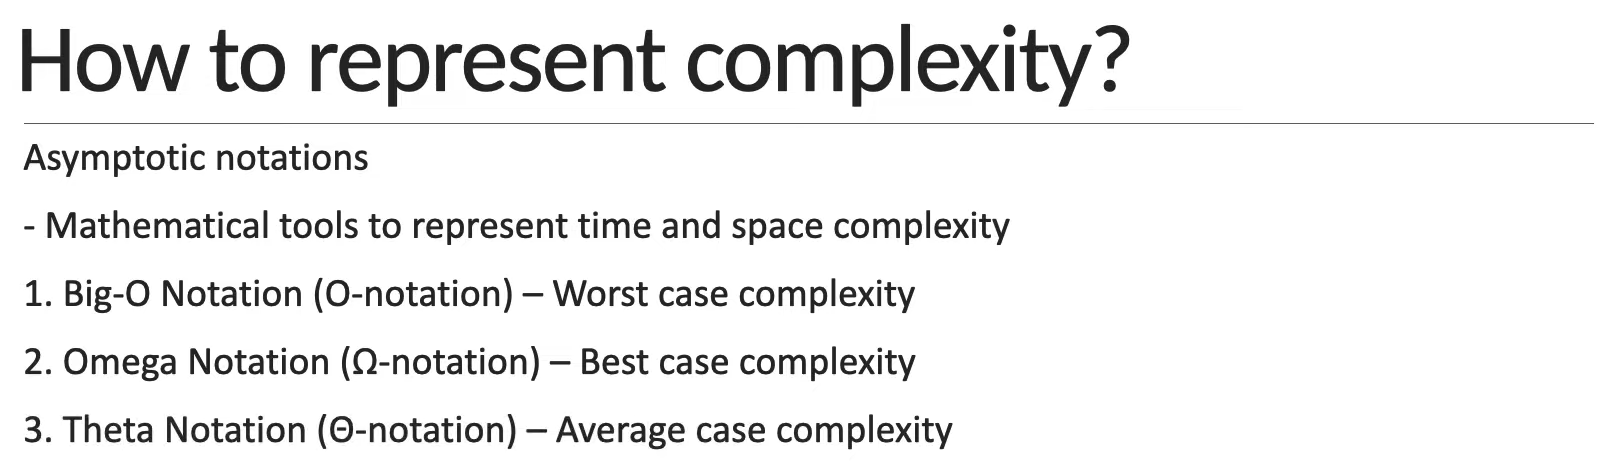 How to represent complexity?
Asymptotic notations
- Mathematical tools to represent time and space complexity
1. Big-O Notation (O-notation) – Worst case complexity
2. Omega Notation (Ω-notation) – Best case complexity
3. Theta Notation (Θ-notation) – Average case complexity